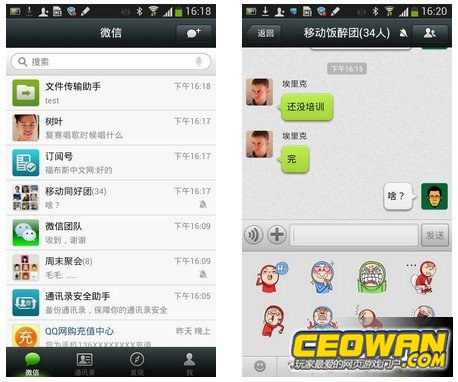 16:18
微信
搜索
文件传输助手 下午16:18
test
树叶 下午16:17
复赛唱歌时候唱什么
订阅号 下午16:17
福布斯中文网:好的
移动同好团(34) 下午16:17
啥？
微信团队 下午16:09
收到，谢谢
周末聚会(8) 下午16:09
毛毛: .....
通讯录安全助手 下午16:05
备份通讯录，保障你的通讯录安全
QQ网购充值中心 昨天 晚上
您为手机136XXXXXXXX充
微信 通讯录 发现 我
16:20
返回 移动饭醉团(34人)
下午16:15
埃里克
还没培训
埃里克
完
啥？
发送
CEOWAN.COM
玩家最爱的网页游戏门户